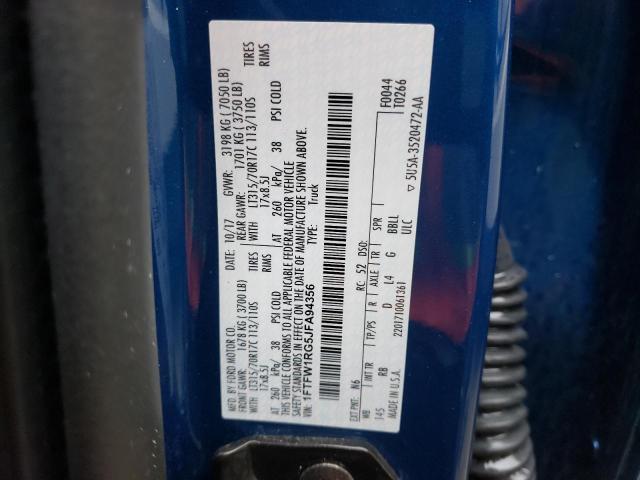 MFD. BY FORD MOTOR CO.
DATE: 10/17 GVWR: 3198 KG ( 7050 LB)
FRONT GAWR: 1678 KG ( 3700 LB) REAR GAWR: 1701 KG ( 3750 LB)
WITH LT315/70R17C 113/110S TIRES WITH LT315/70R17C 113/110S TIRES
17x8.5J RIMS 17x8.5J RIMS
AT 260 kPa/ 38 PSI COLD AT 260 kPa/ 38 PSI COLD
THIS VEHICLE CONFORMS TO ALL APPLICABLE FEDERAL MOTOR VEHICLE
SAFETY STANDARDS IN EFFECT ON THE DATE OF MANUFACTURE SHOWN ABOVE.
VIN: 1FTFW1RG5JFA94356 TYPE: Truck
F0044
T0266
EXT PNT: N6 RC: 52 DSO:
WB INT TR TP/PS R AXLE TR SPR
145 RB D L4 G BBLL
MADE IN U.S.A. 2201710061361 ULC
▽ 5U5A-3520472-AA